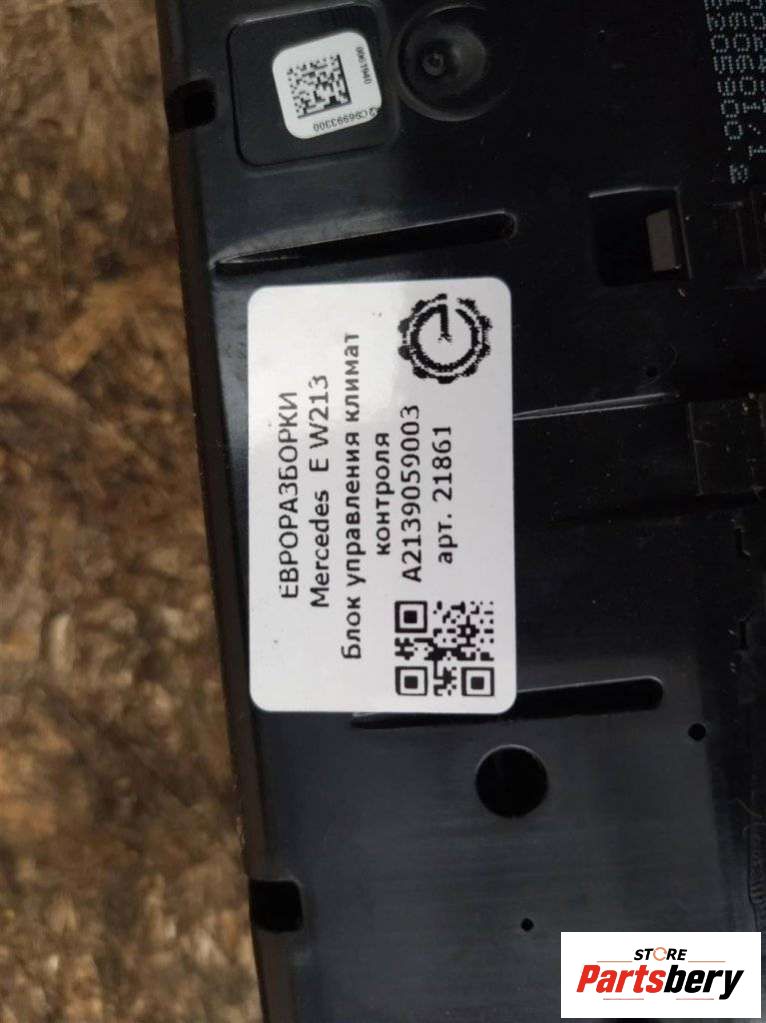 ЕВРОРАЗБОРКИ
Mercedes E W213
Блок управления климат
контроля
A2139059003
арт. 21861
STORE
Partsbery